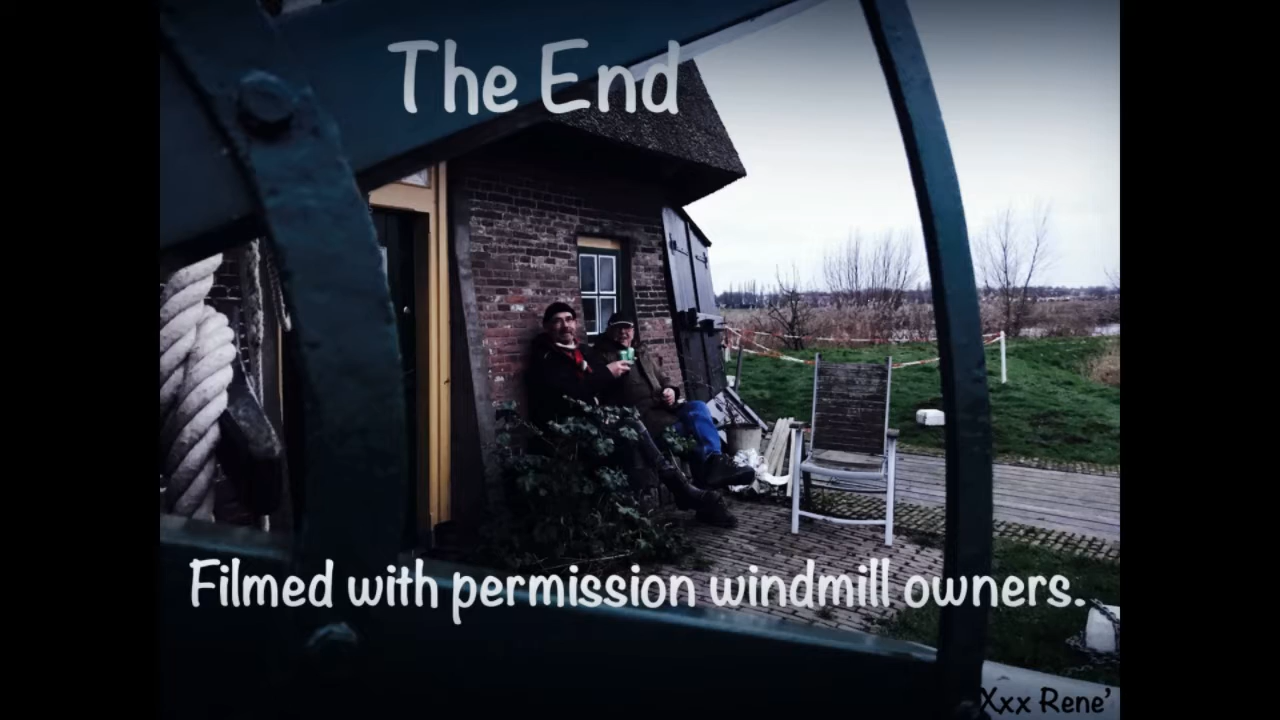 The End
Filmed with permission windmill owners.
Xxx Rene'